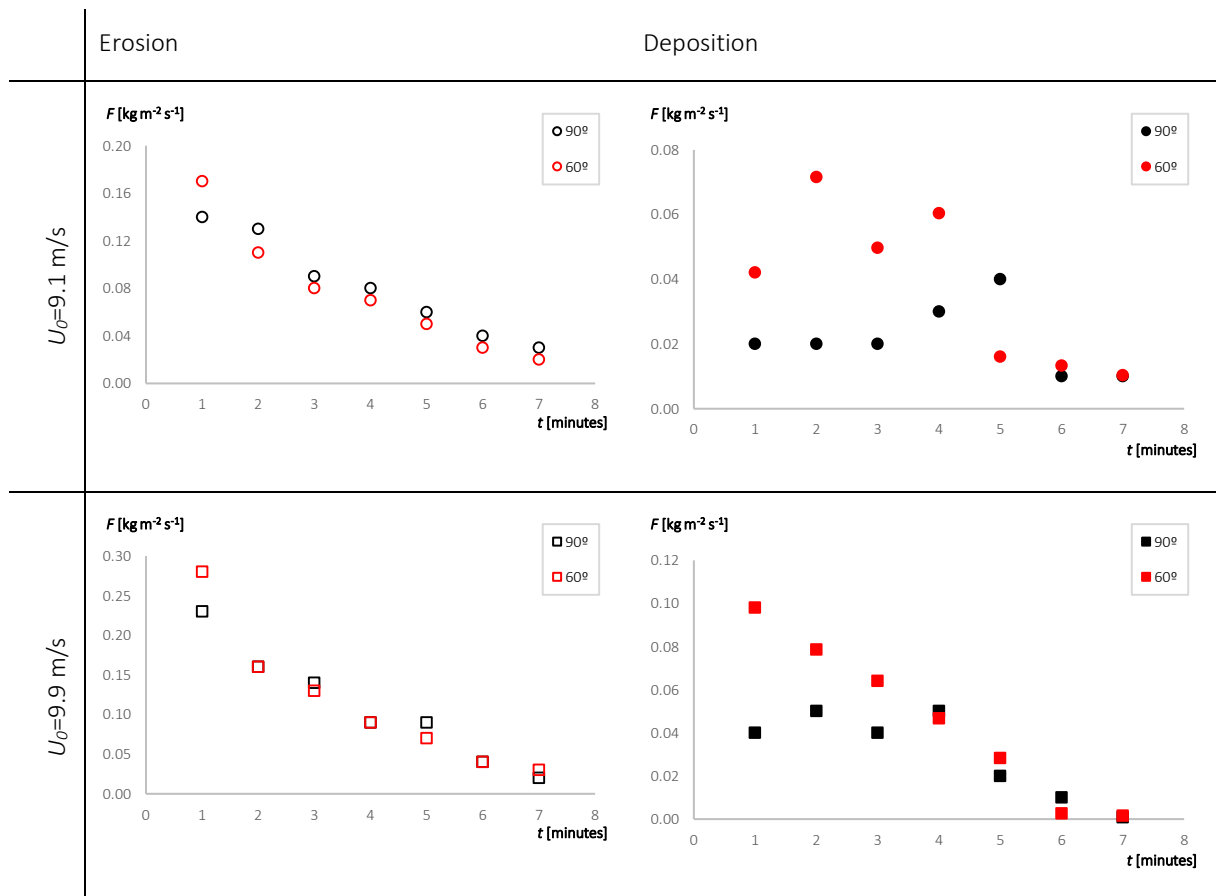 Erosion
Deposition
U0=9.1 m/s
F [kg m-2 s-1]
90º
60º
0.20
0.16
0.12
0.08
0.04
0.00
0 1 2 3 4 5 6 7 8
t [minutes]
F [kg m-2 s-1]
90º
60º
0.08
0.06
0.04
0.02
0.00
0 1 2 3 4 5 6 7 8
t [minutes]
U0=9.9 m/s
F [kg m-2 s-1]
90º
60º
0.30
0.25
0.20
0.15
0.10
0.05
0.00
0 1 2 3 4 5 6 7 8
t [minutes]
F [kg m-2 s-1]
90º
60º
0.12
0.10
0.08
0.06
0.04
0.02
0.00
0 1 2 3 4 5 6 7 8
t [minutes]